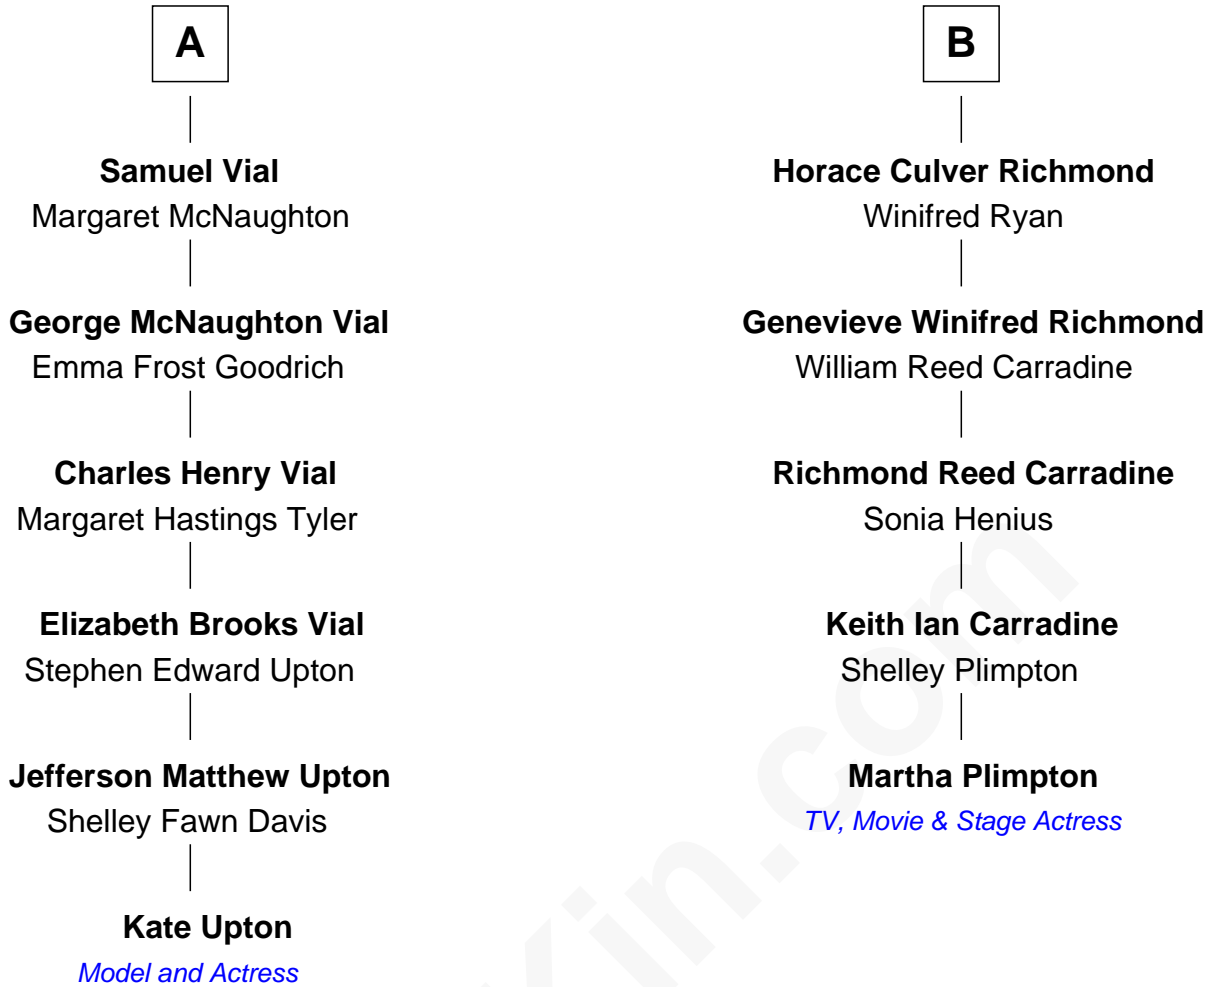 A
Samuel Vial
Margaret McNaughton
George McNaughton Vial
Emma Frost Goodrich
Charles Henry Vial
Margaret Hastings Tyler
Elizabeth Brooks Vial
Stephen Edward Upton
Jefferson Matthew Upton
Shelley Fawn Davis
Kate Upton
Model and Actress
B
Horace Culver Richmond
Winifred Ryan
Genevieve Winifred Richmond
William Reed Carradine
Richmond Reed Carradine
Sonia Henius
Keith Ian Carradine
Shelley Plimpton
Martha Plimpton
TV, Movie & Stage Actress
Kin.com